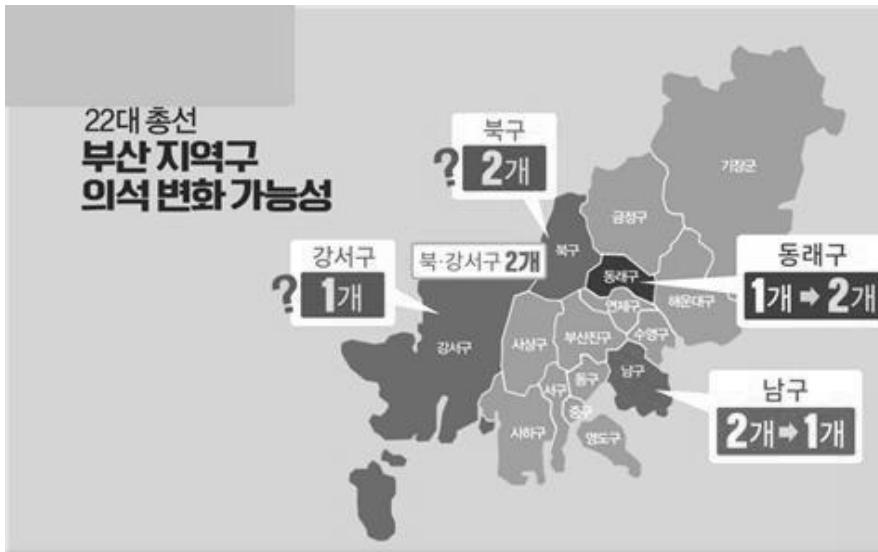 22대 총선
부산 지역구
의석 변화 가능성
북구
? 2개
강서구
? 1개
북·강서구 2개
동래구
1개 ➡ 2개
남구
2개 ➡ 1개
기장군
금정구
북구
동래구
해운대구
연제구
수영구
부산진구
사상구
강서구
남구
동구
서구
중구
사하구
영도구